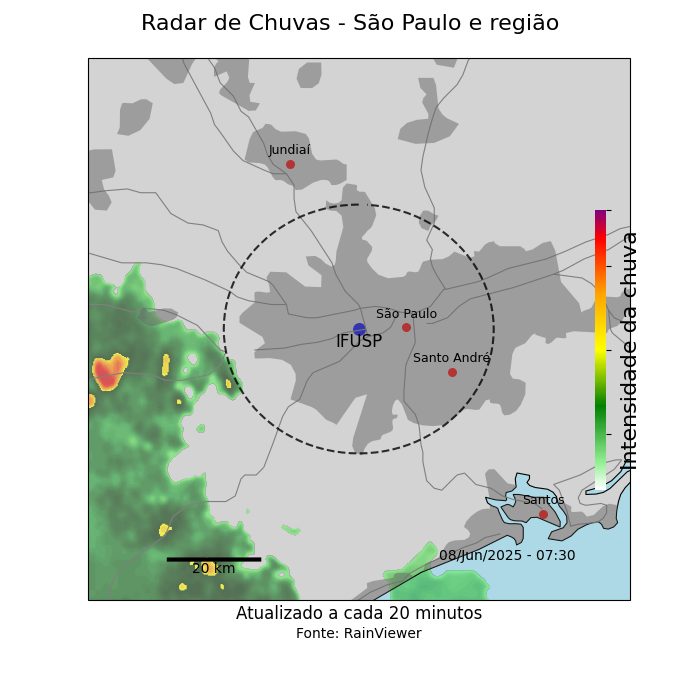 Radar de Chuvas - São Paulo e região
Jundiaí
São Paulo
IFUSP
Santo André
Intensidade da chuva
Santos
08/Jun/2025 - 07:30
20 km
Atualizado a cada 20 minutos
Fonte: RainViewer